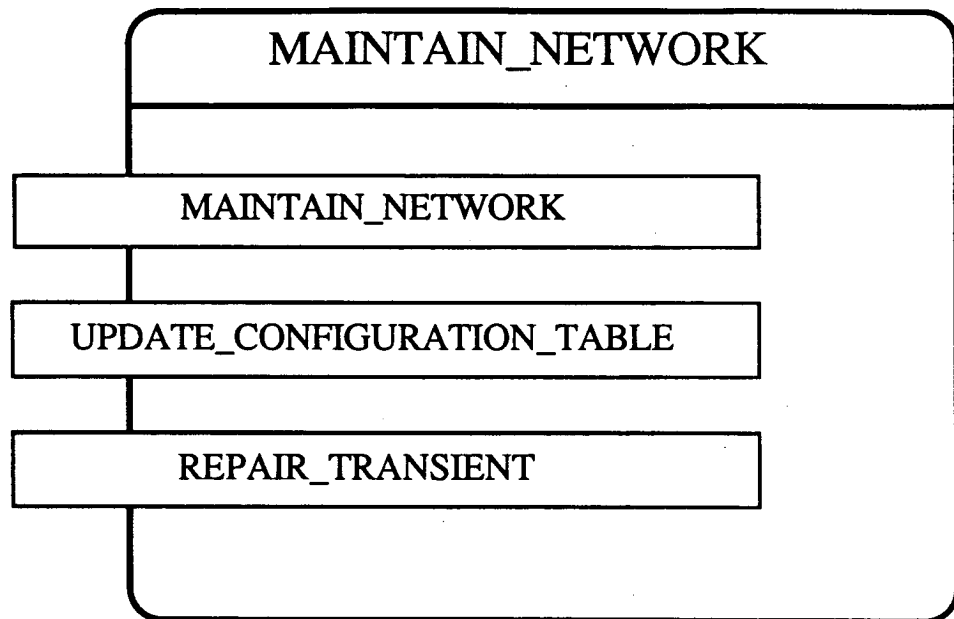 MAINTAIN_NETWORK
MAINTAIN_NETWORK
UPDATE_CONFIGURATION_TABLE
REPAIR_TRANSIENT